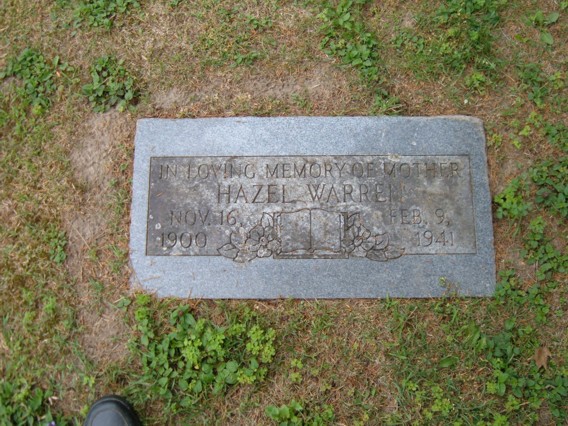 IN LOVING MEMORY OF MOTHER
HAZEL WARREN
NOV. 16, FEB. 9,
1900 1941